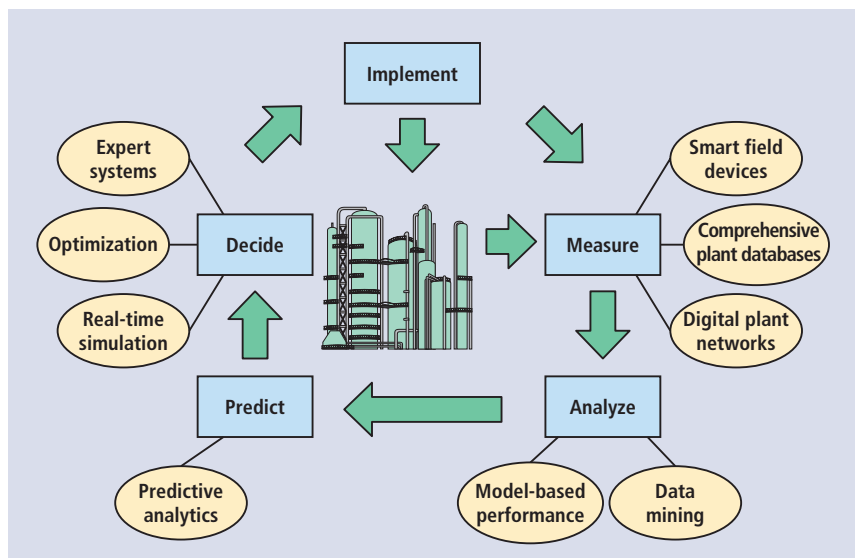 Implement
Expert
systems
Smart field
devices
Optimization
Decide
Measure
Comprehensive
plant databases
Real-time
simulation
Digital plant
networks
Predict
Analyze
Predictive
analytics
Model-based
performance
Data
mining